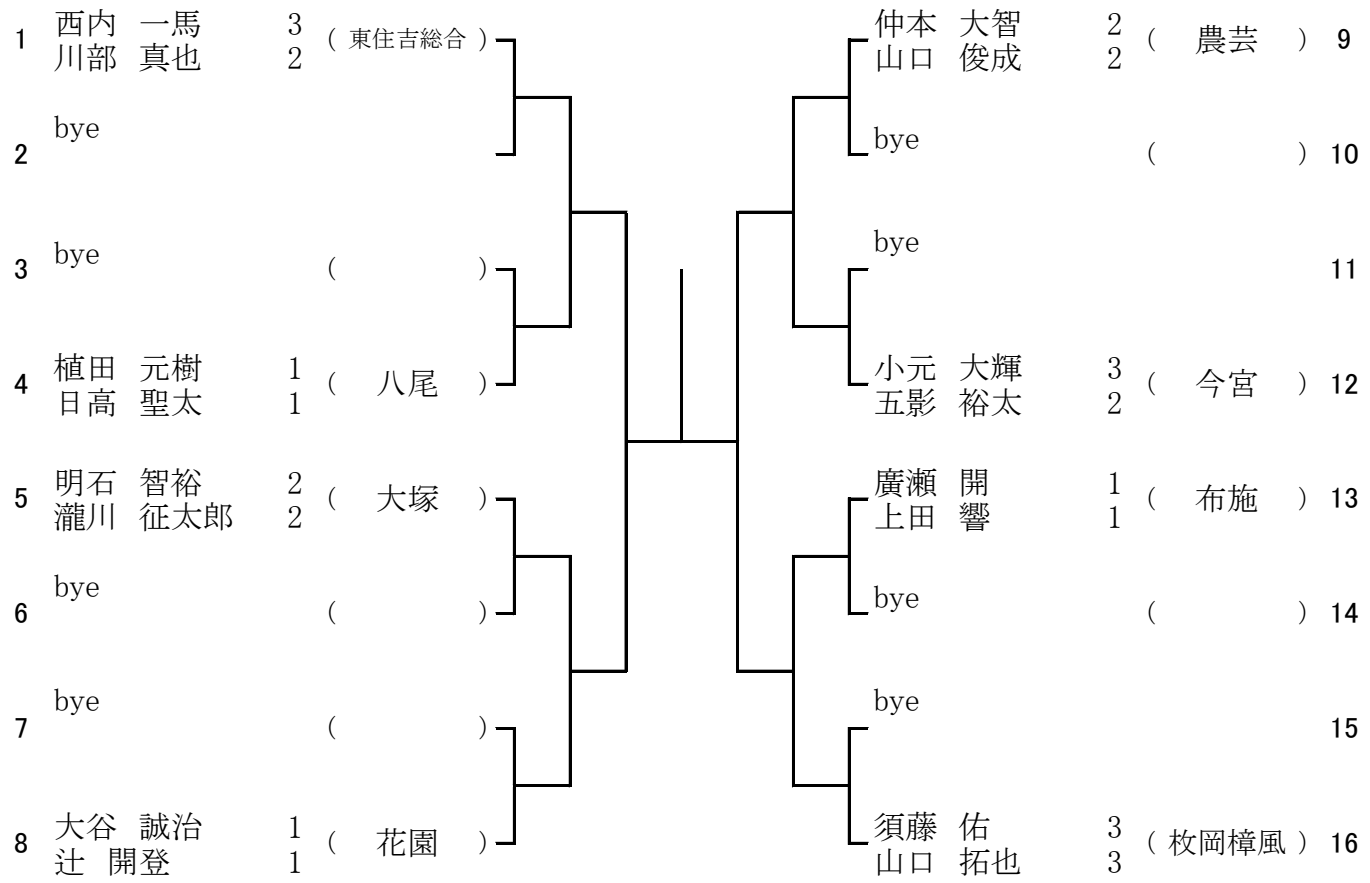 西内 一馬 3
1 ( 東住吉総合 )
川部 真也 2
bye
2
bye
3 ( )
植田 元樹 1
4 ( 八尾 )
日高 聖太 1
明石 智裕 2
5 ( 大塚 )
瀧川 征太郎 2
bye
6 ( )
bye
7 ( )
大谷 誠治 1
8 ( 花園 )
辻 開登 1
仲本 大智 2
( 農芸 ) 9
山口 俊成 2
bye
( ) 10
bye
11
小元 大輝 3
( 今宮 ) 12
五影 裕太 2
廣瀬 開 1
( 布施 ) 13
上田 響 1
bye
( ) 14
bye
15
須藤 佑 3
( 枚岡樟風 ) 16
山口 拓也 3